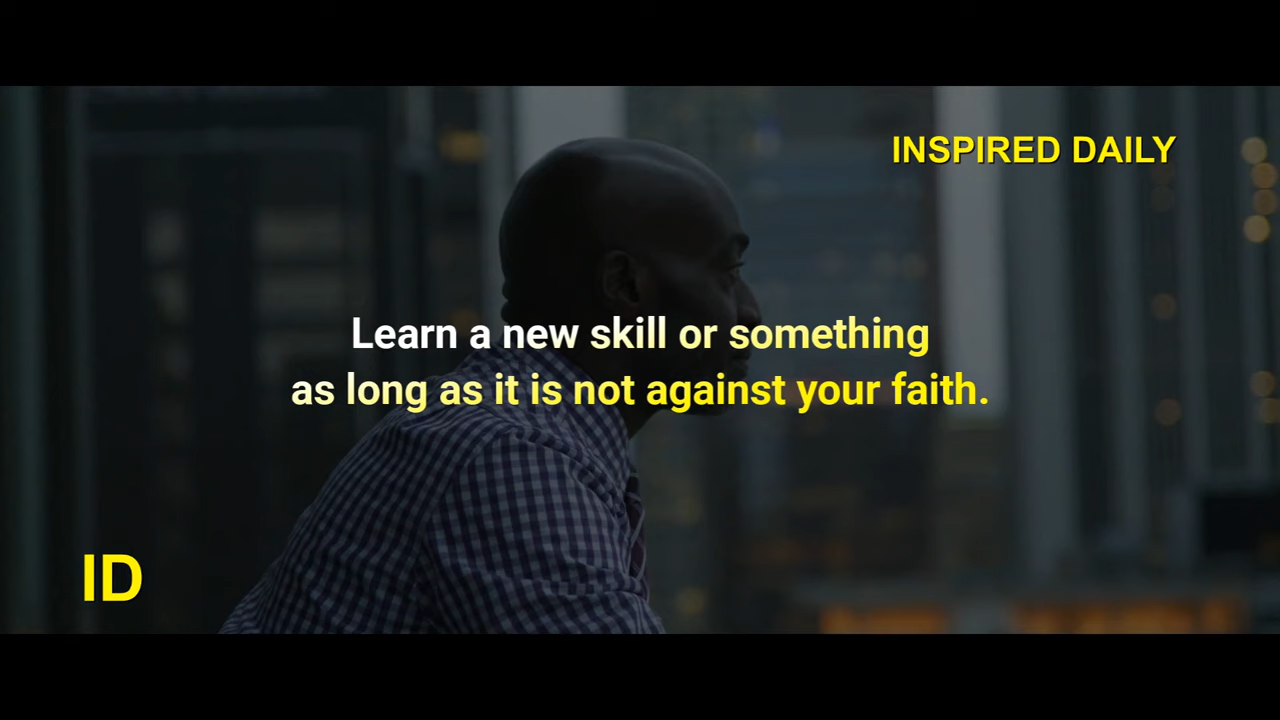 INSPIRED DAILY
Learn a new skill or something
as long as it is not against your faith.
ID